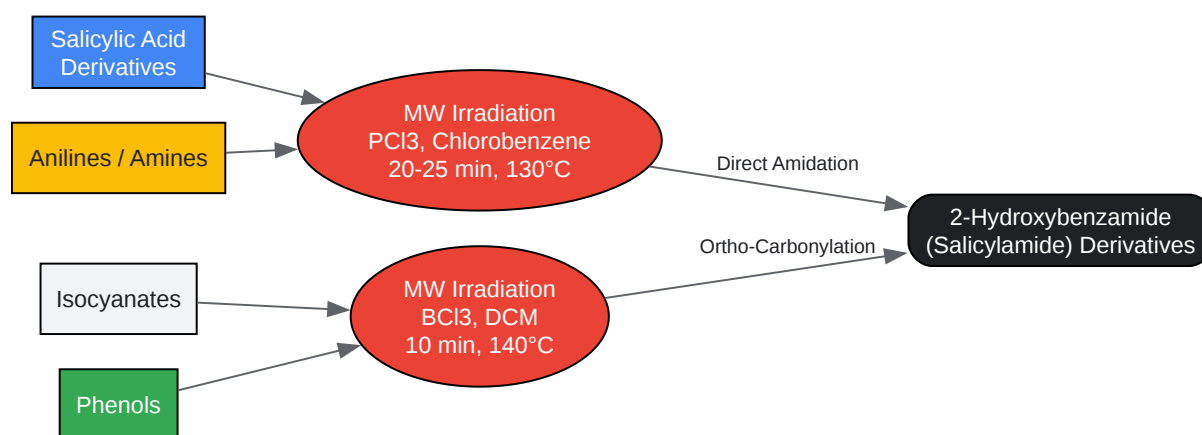 Salicylic Acid
Derivatives
Anilines / Amines
MW Irradiation
PCl3, Chlorobenzene
20-25 min, 130°C
Direct Amidation
2-Hydroxybenzamide
(Salicylamide) Derivatives
Ortho-Carbonylation
Isocyanates
MW Irradiation
BCl3, DCM
10 min, 140°C
Phenols